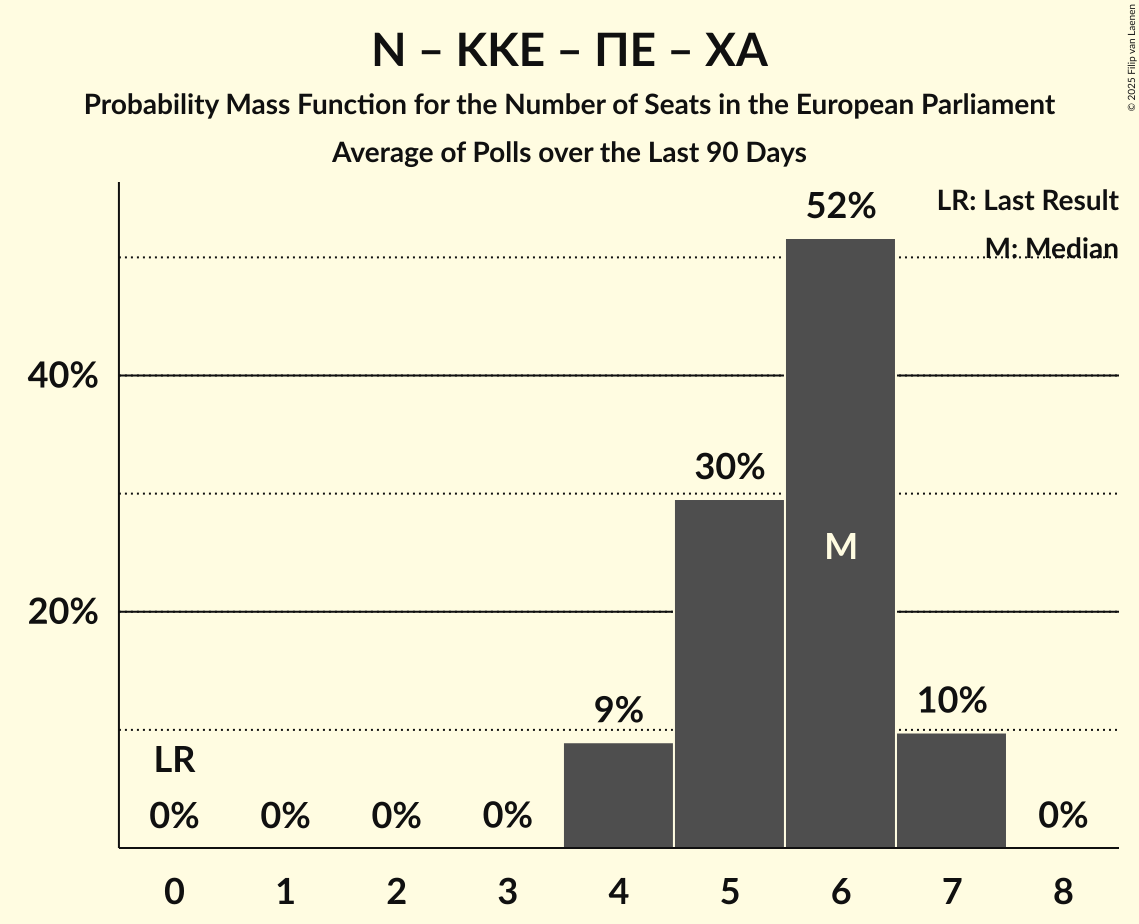 Ν – ΚΚΕ – ΠΕ – ΧΑ
Probability Mass Function for the Number of Seats in the European Parliament
Average of Polls over the Last 90 Days
© 2025 Filip van Laenen
LR: Last Result
M: Median
52%
40%
30%
M
20%
10%
9%
LR
0% 0% 0% 0% 0%
0 1 2 3 4 5 6 7 8